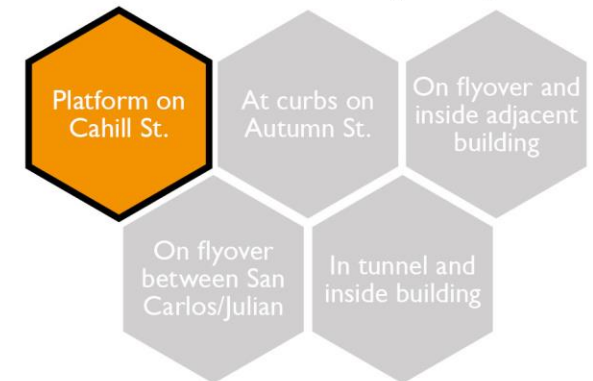 Platform on
Cahill St.
At curbs on
Autumn St.
On flyover and
inside adjacent
building
On flyover
between San
Carlos/Julian
In tunnel and
inside building